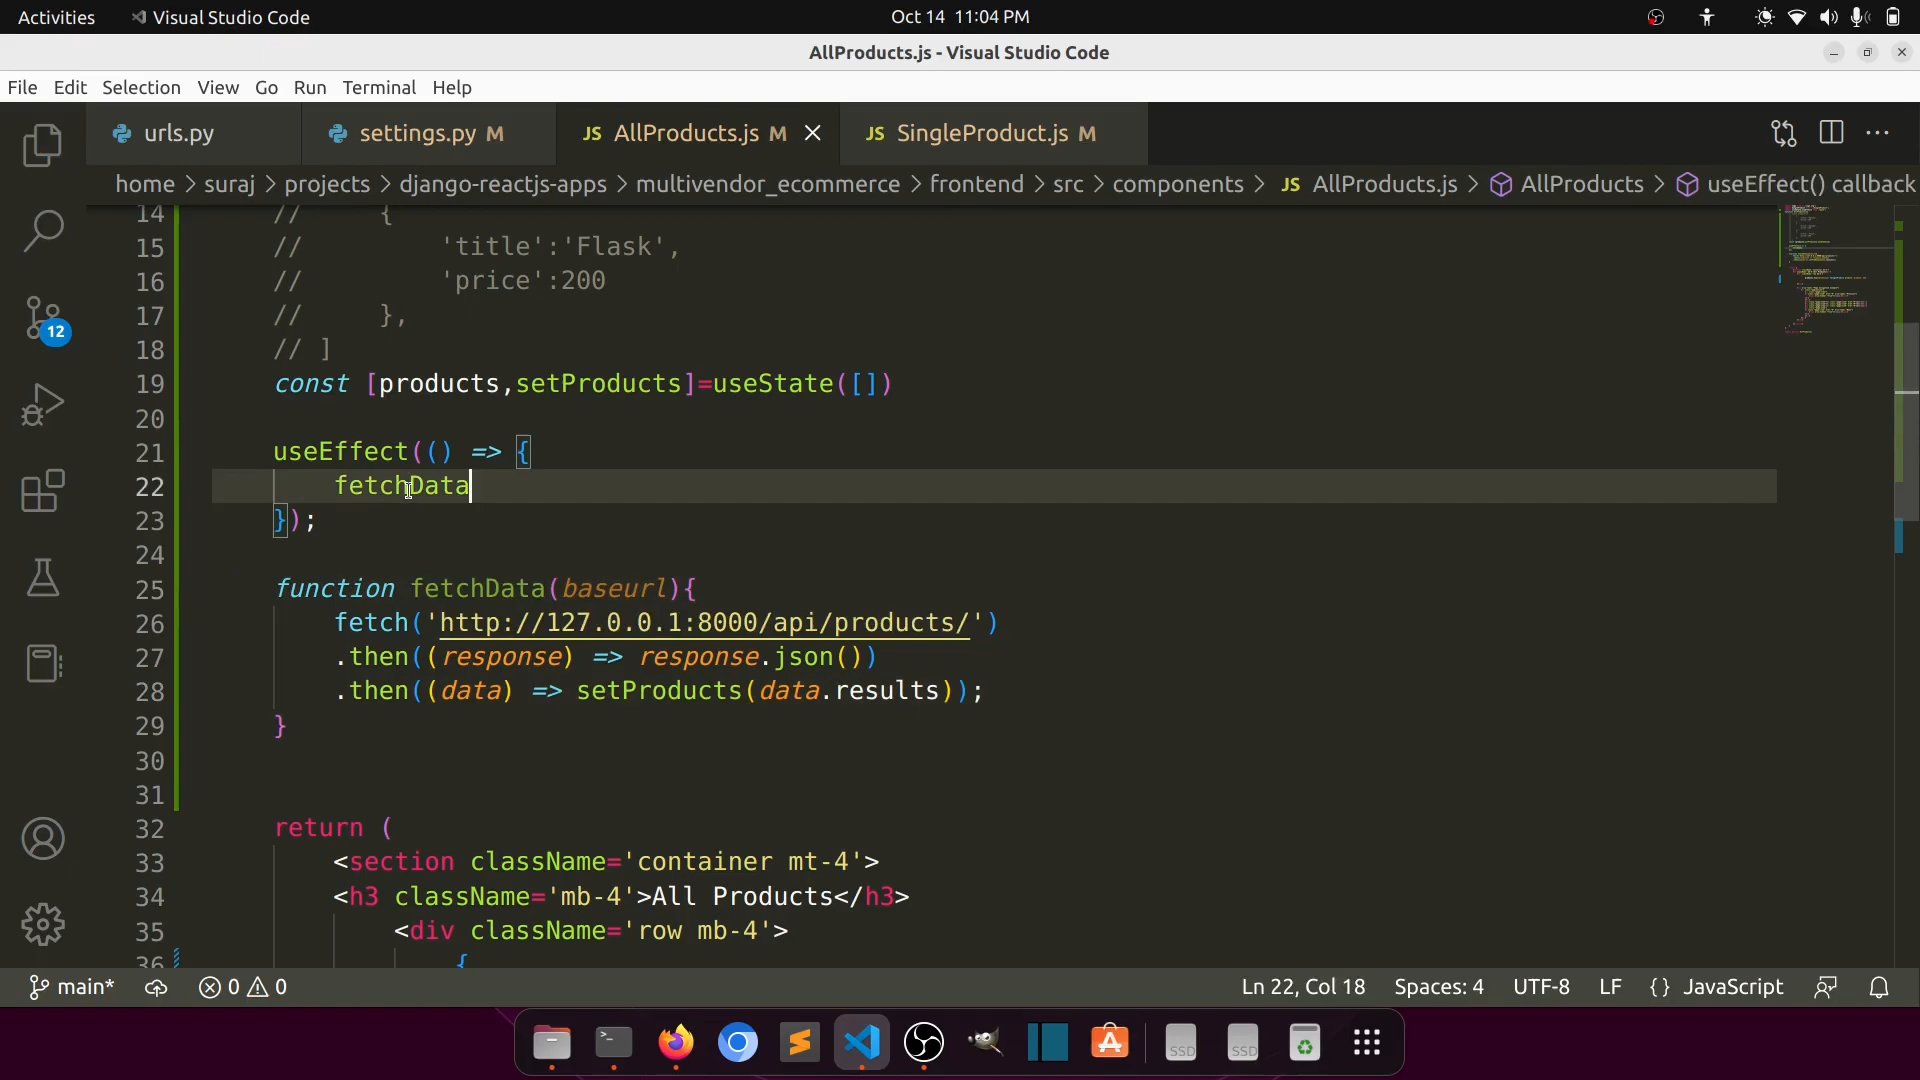 Activities Visual Studio Code Oct 14 11:04 PM
AllProducts.js - Visual Studio Code
File Edit Selection View Go Run Terminal Help
urls.py settings.py M JS AllProducts.js M JS SingleProduct.js M
home > suraj > projects > django-reactjs-apps > multivendor_ecommerce > frontend > src > components > JS AllProducts.js > AllProducts > useEffect() callback
14 // {
15 // 'title':'Flask',
16 // 'price':200
17 // },
18 // ]
19 const [products,setProducts]=useState([])
20
21 useEffect(() => {
22 fetchData
23 });
24
25 function fetchData(baseurl){
26 fetch('http://127.0.0.1:8000/api/products/')
27 .then((response) => response.json())
28 .then((data) => setProducts(data.results));
29 }
30
31
32 return (
33 <section className='container mt-4'>
34 <h3 className='mb-4'>All Products</h3>
35 <div className='row mb-4'>
36 {
12
main* 0 0 Ln 22, Col 18 Spaces: 4 UTF-8 LF {} JavaScript
SSD SSD